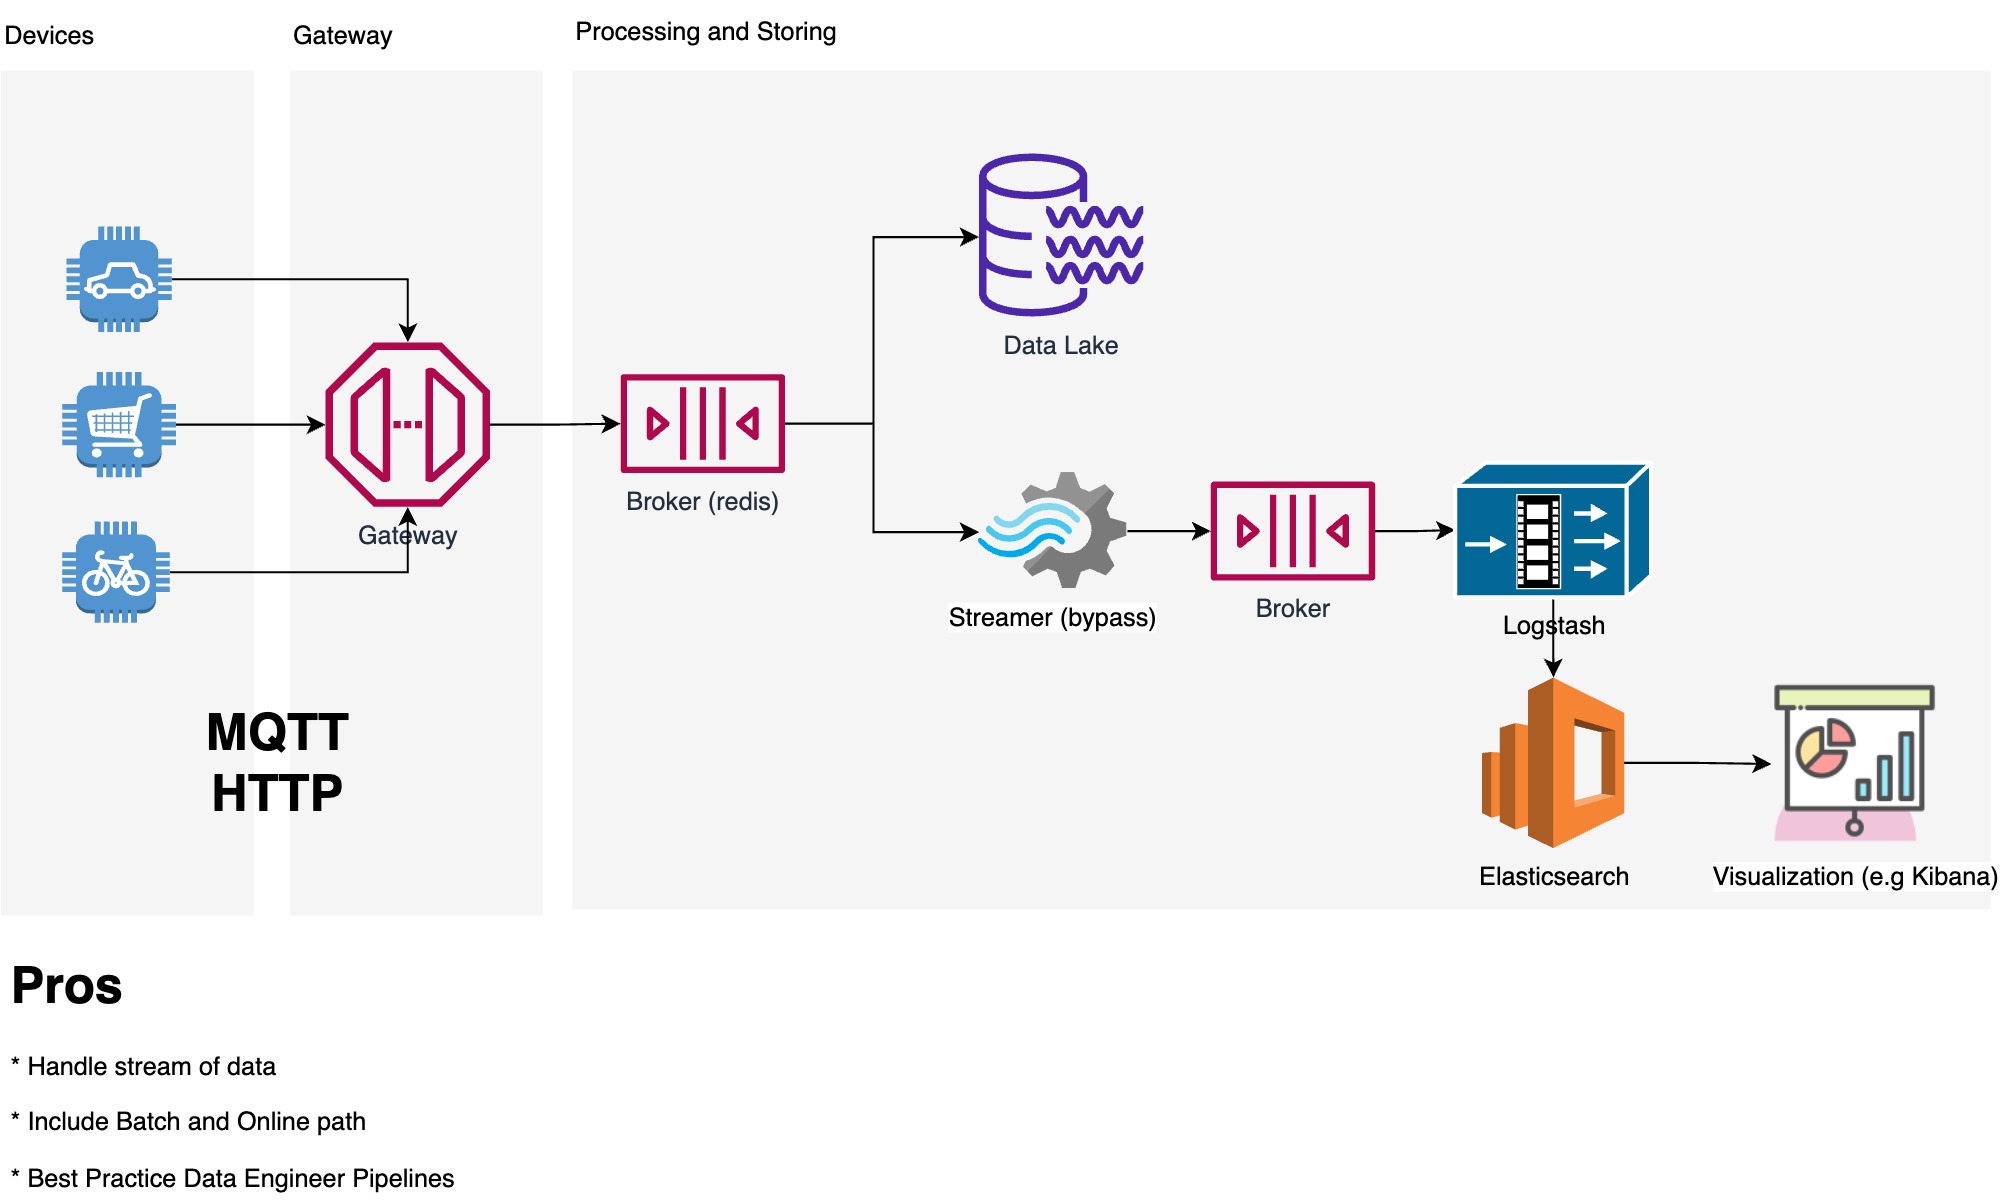 Devices
Gateway
Processing and Storing
Data Lake
Broker (redis)
Gateway
Streamer (bypass)
Broker
Logstash
MQTT
HTTP
Elasticsearch
Visualization (e.g Kibana)
Pros
* Handle stream of data
* Include Batch and Online path
* Best Practice Data Engineer Pipelines